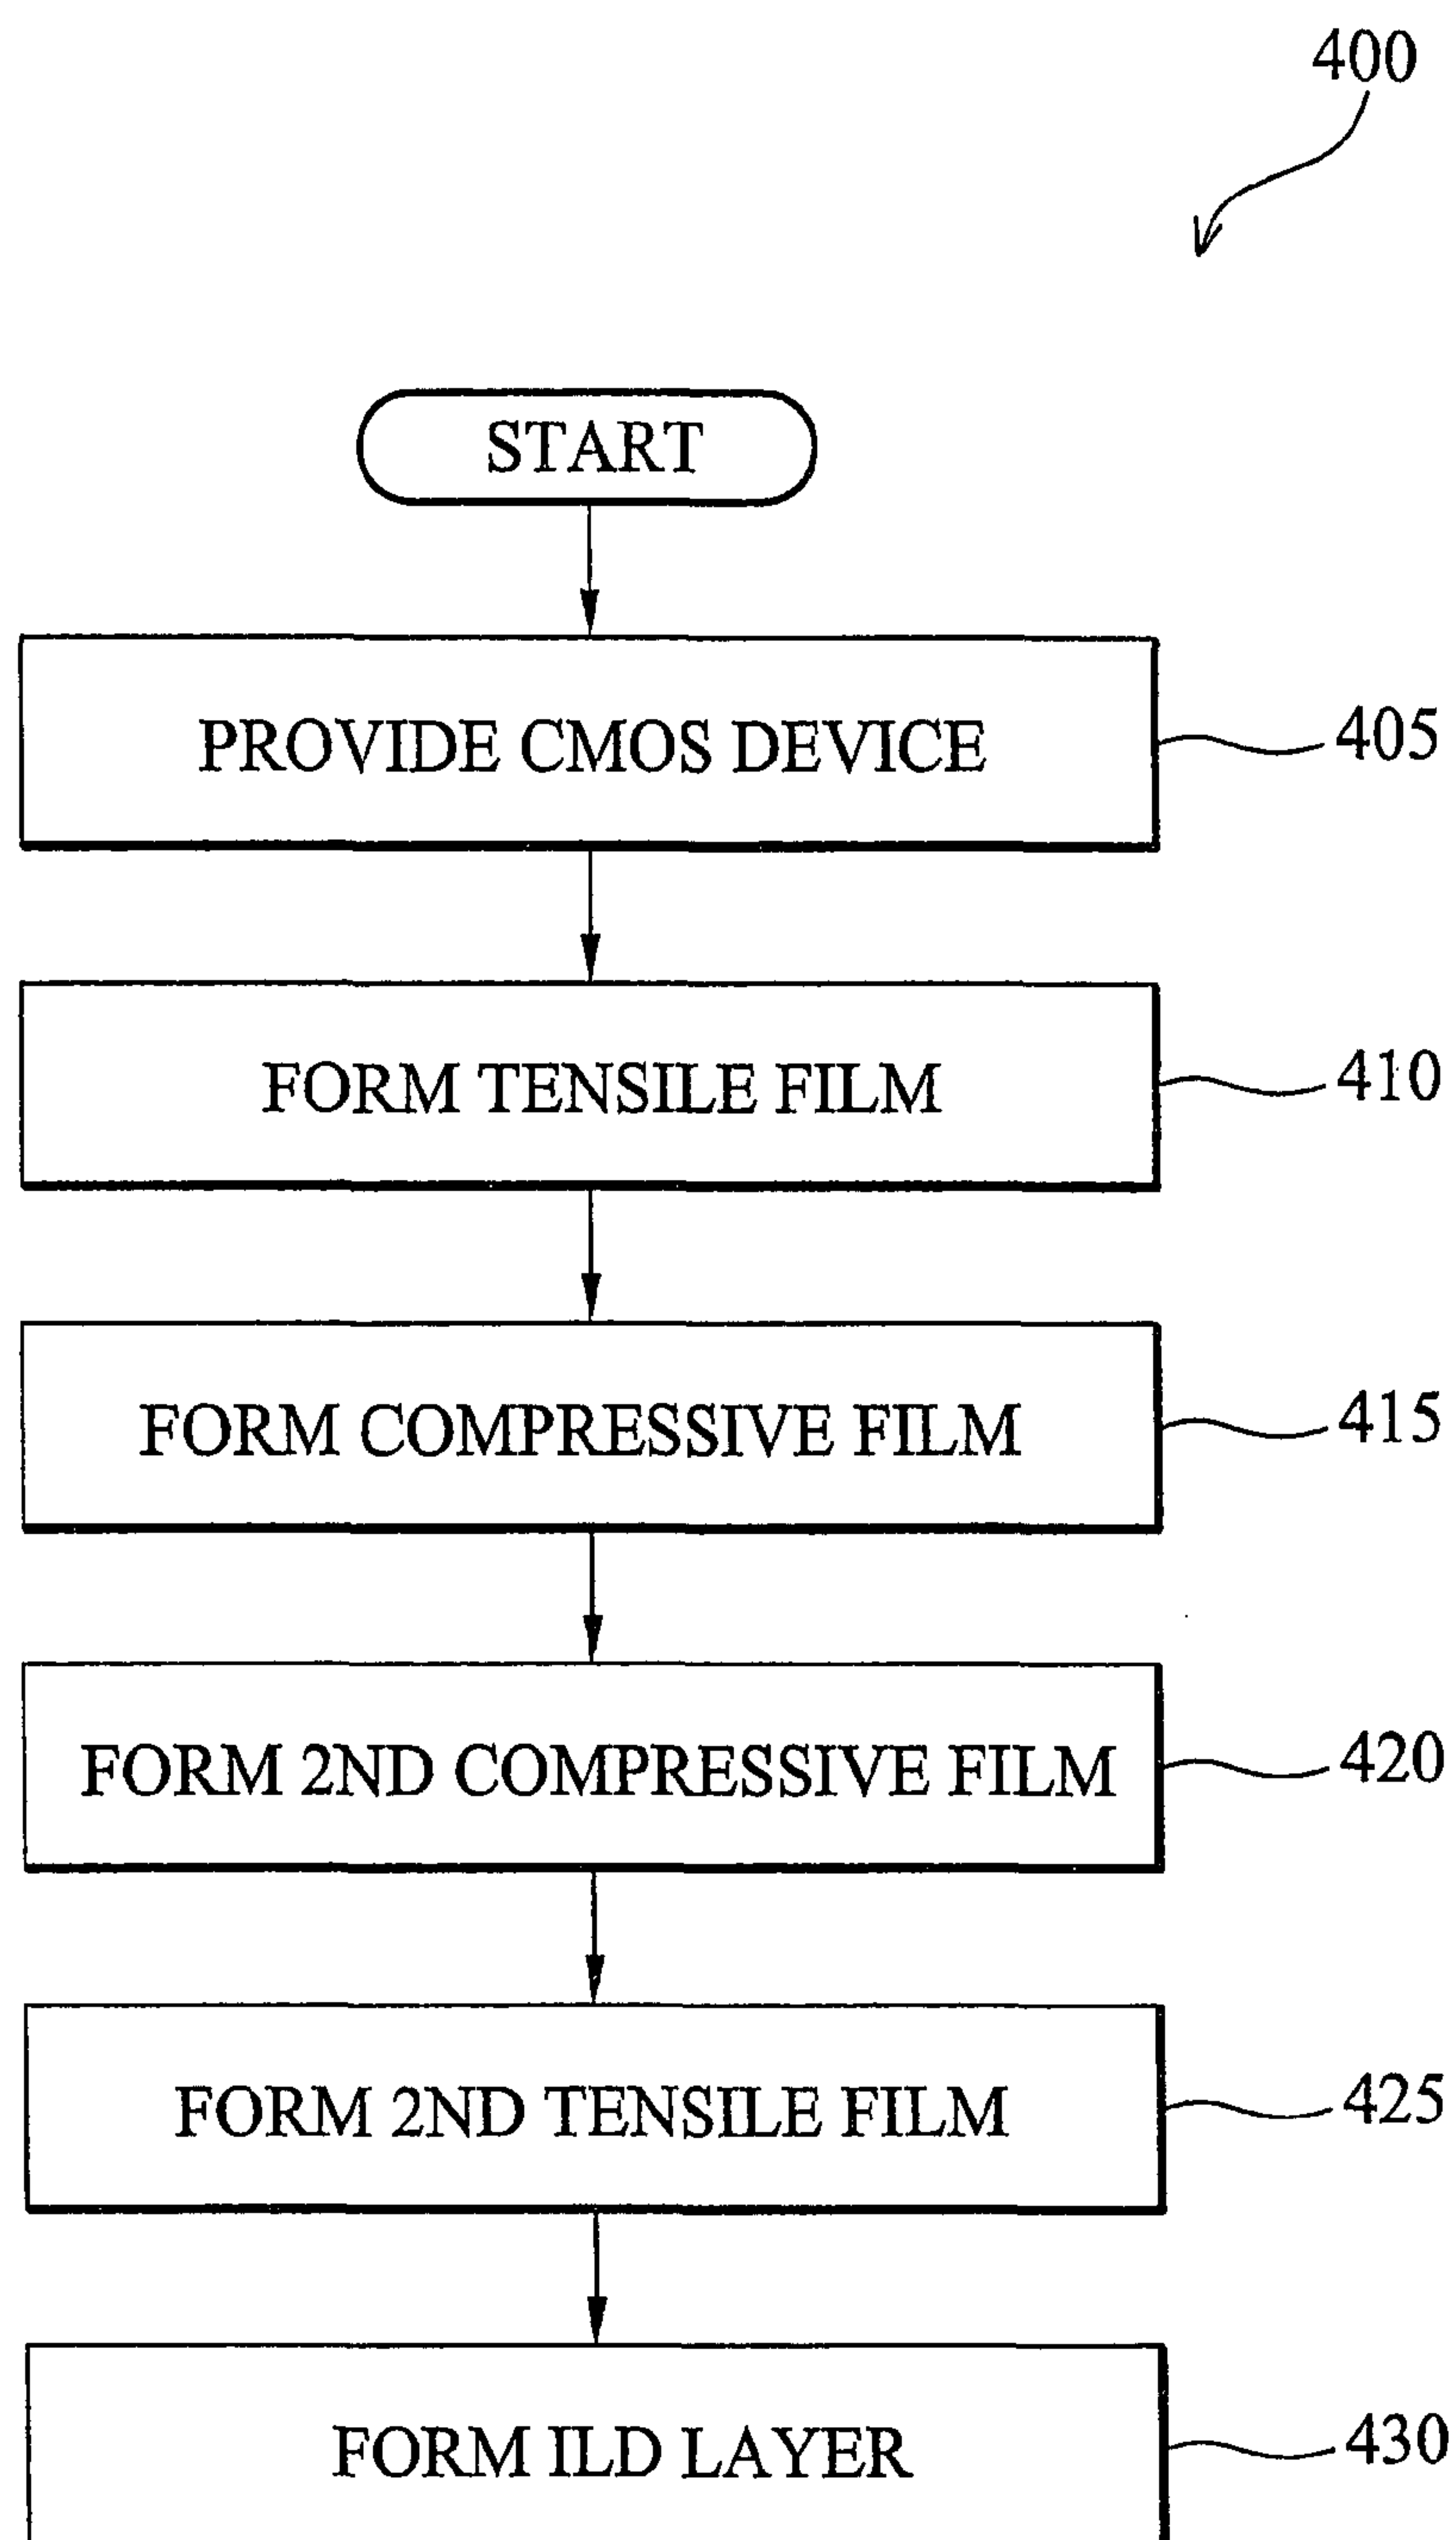 400
START
PROVIDE CMOS DEVICE
405
FORM TENSILE FILM
410
FORM COMPRESSIVE FILM
415
FORM 2ND COMPRESSIVE FILM
420
FORM 2ND TENSILE FILM
425
FORM ILD LAYER
430